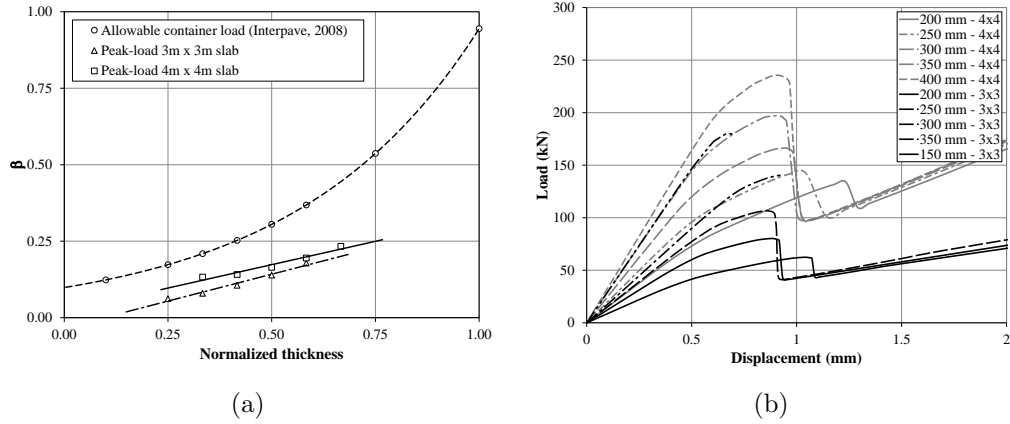 1.00
0.75
0.50
0.25
0.00
β
Allowable container load (Interpave, 2008)
Peak-load 3m x 3m slab
Peak-load 4m x 4m slab
0.00 0.25 0.50 0.75 1.00
Normalized thickness
(a)
300
250
200
150
100
50
0
Load (kN)
200 mm - 4x4
250 mm - 4x4
300 mm - 4x4
350 mm - 4x4
400 mm - 4x4
200 mm - 3x3
250 mm - 3x3
300 mm - 3x3
350 mm - 3x3
150 mm - 3x3
0 0.5 1 1.5 2
Displacement (mm)
(b)